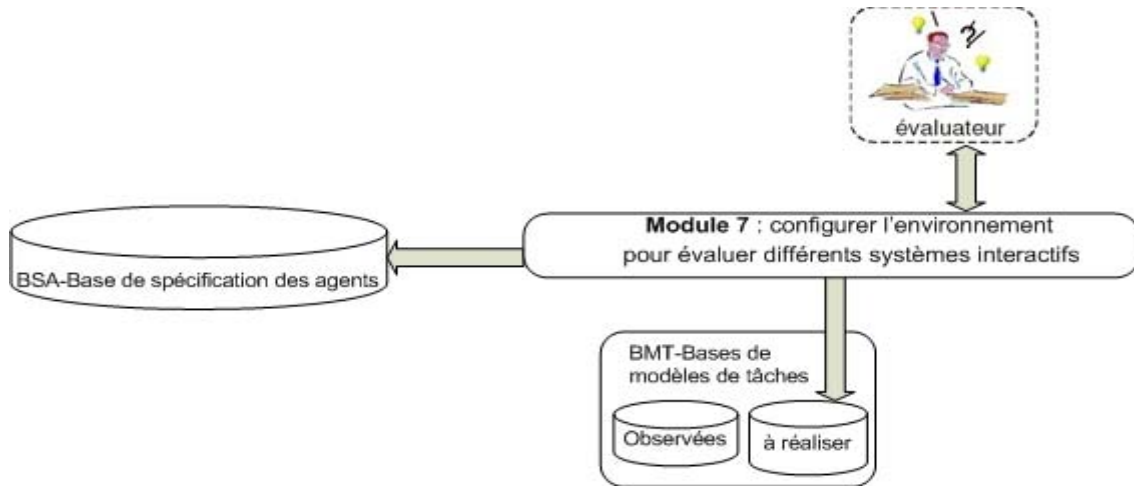 évaluateur
Module 7 : configurer l'environnement
pour évaluer différents systèmes interactifs
BSA-Base de spécification des agents
BMT-Bases de
modèles de tâches
Observées
à réaliser